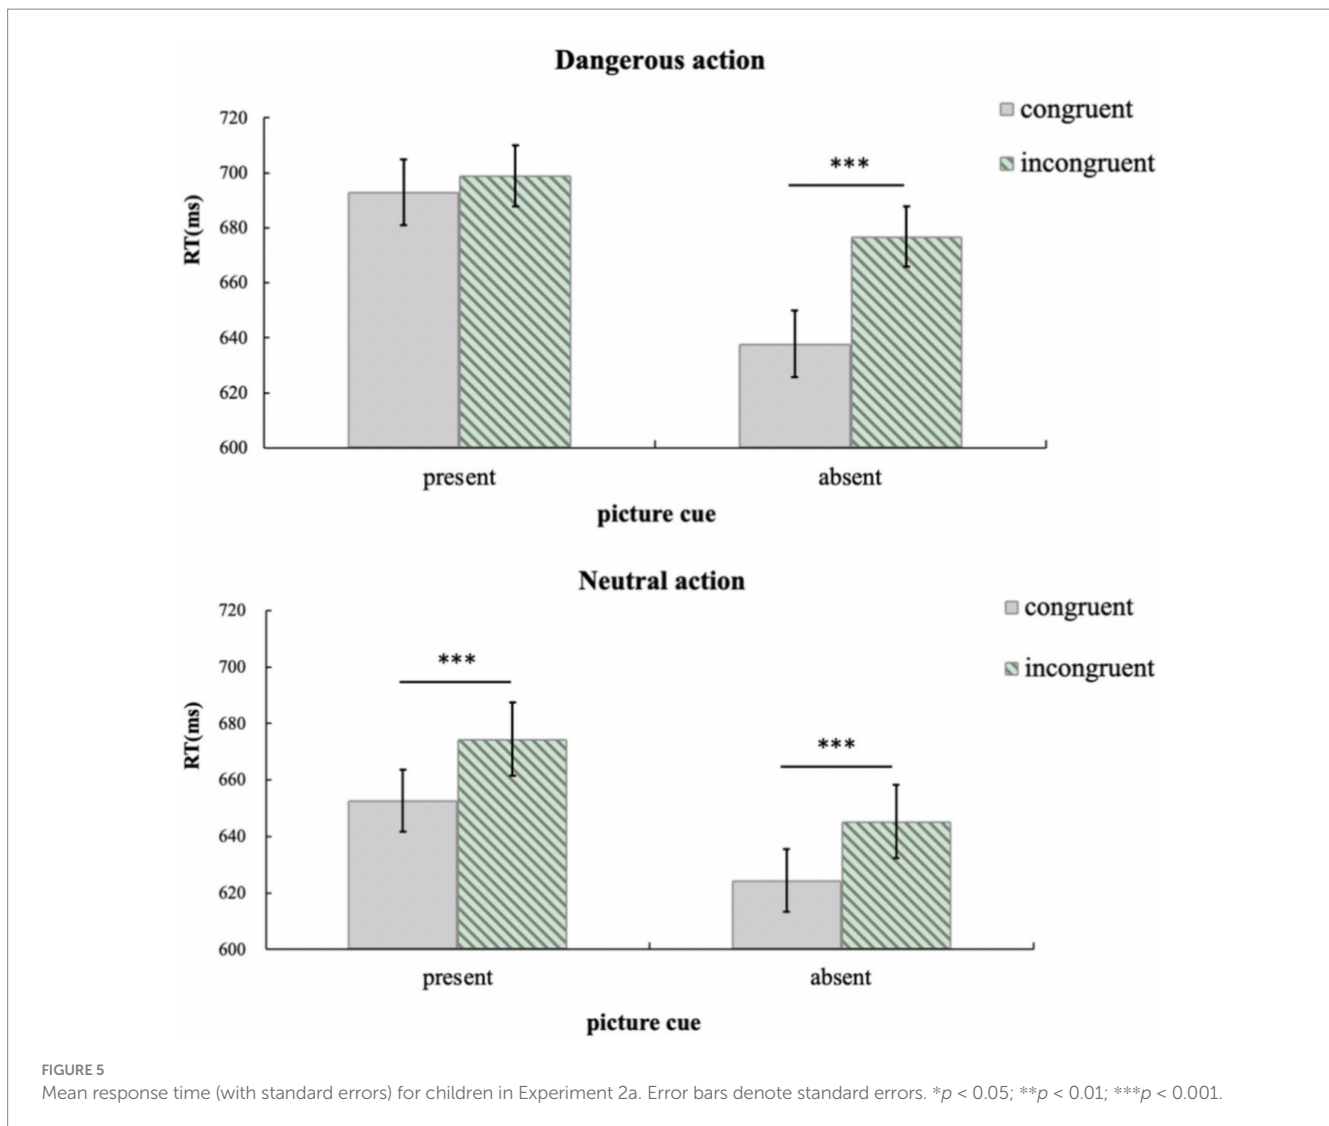 Dangerous action
congruent
incongruent
***
720
700
680
660
640
620
600
RT(ms)
present
absent
picture cue
Neutral action
congruent
incongruent
***
***
720
700
680
660
640
620
600
RT(ms)
present
absent
picture cue
FIGURE 5
Mean response time (with standard errors) for children in Experiment 2a. Error bars denote standard errors. *p < 0.05; **p < 0.01; ***p < 0.001.